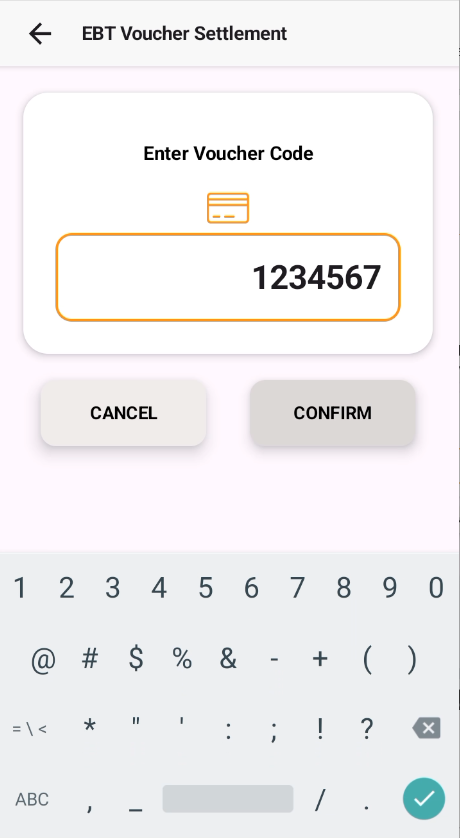 EBT Voucher Settlement
Enter Voucher Code
1234567
CANCEL CONFIRM
1 2 3 4 5 6 7 8 9 0
@ # $ % & - + ( )
= \ < * " ' : ; ! ?
ABC , _ / .